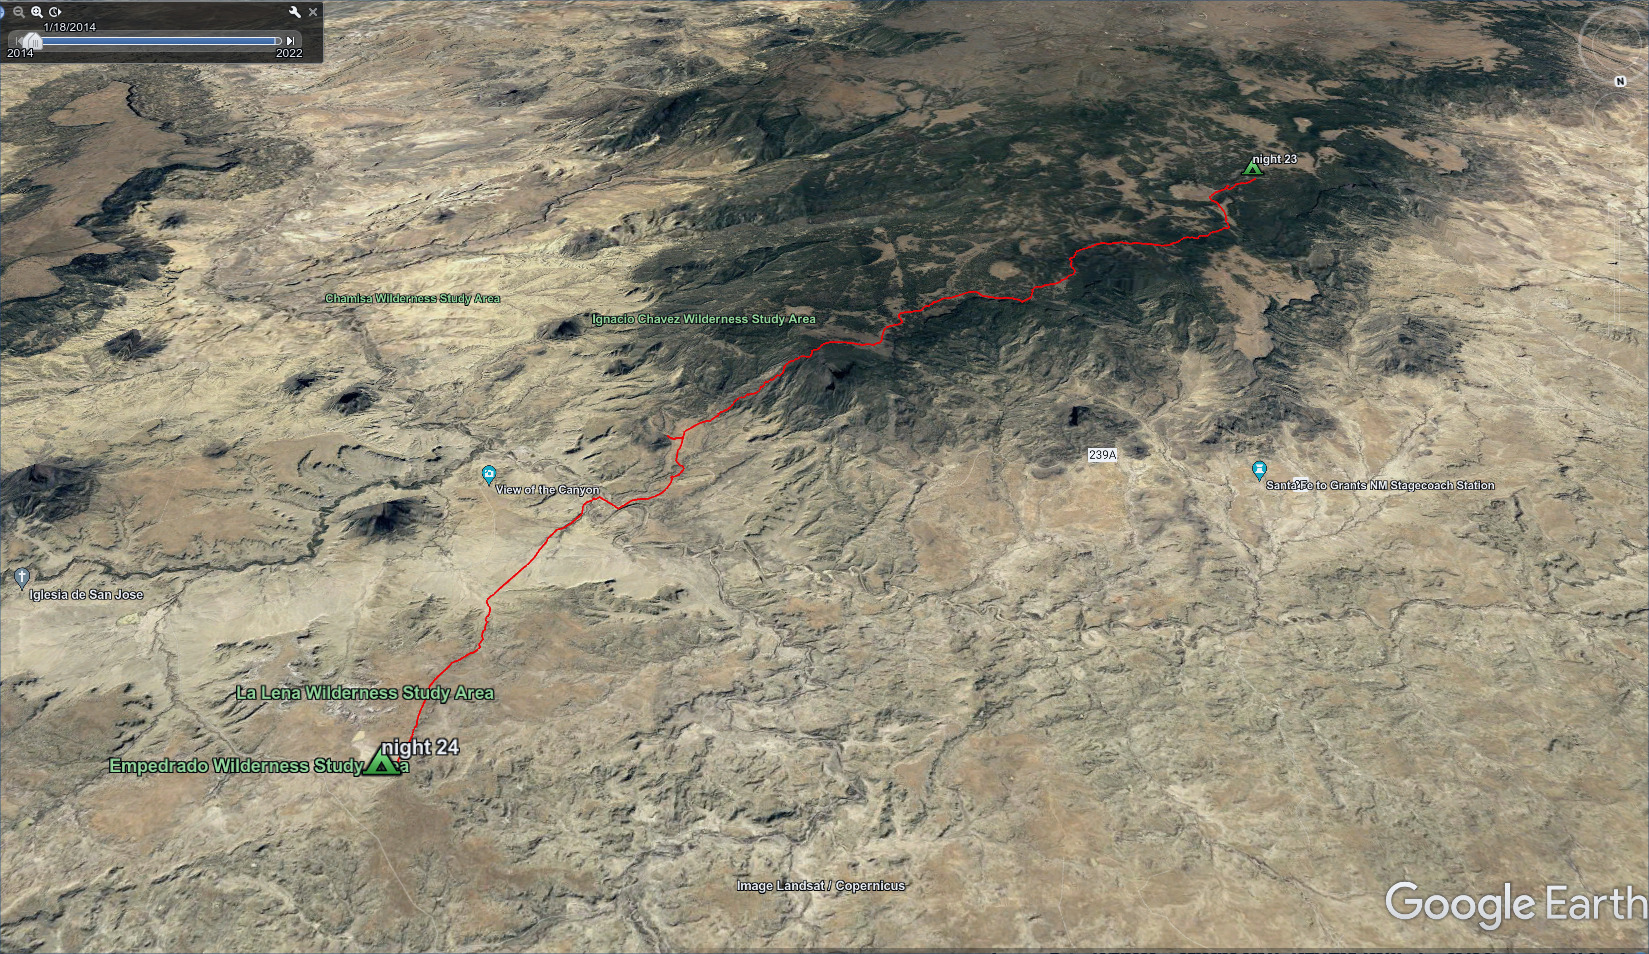 1/18/2014
2014
2022
N
night 23
Chamisa Wilderness Study Area
Ignacio Chavez Wilderness Study Area
239A
View of the Canyon
Santa Fe to Grants NM Stagecoach Station
Iglesia de San Jose
La Lena Wilderness Study Area
night 24
Empedrado Wilderness Study
Image Landsat / Copernicus
Google Earth